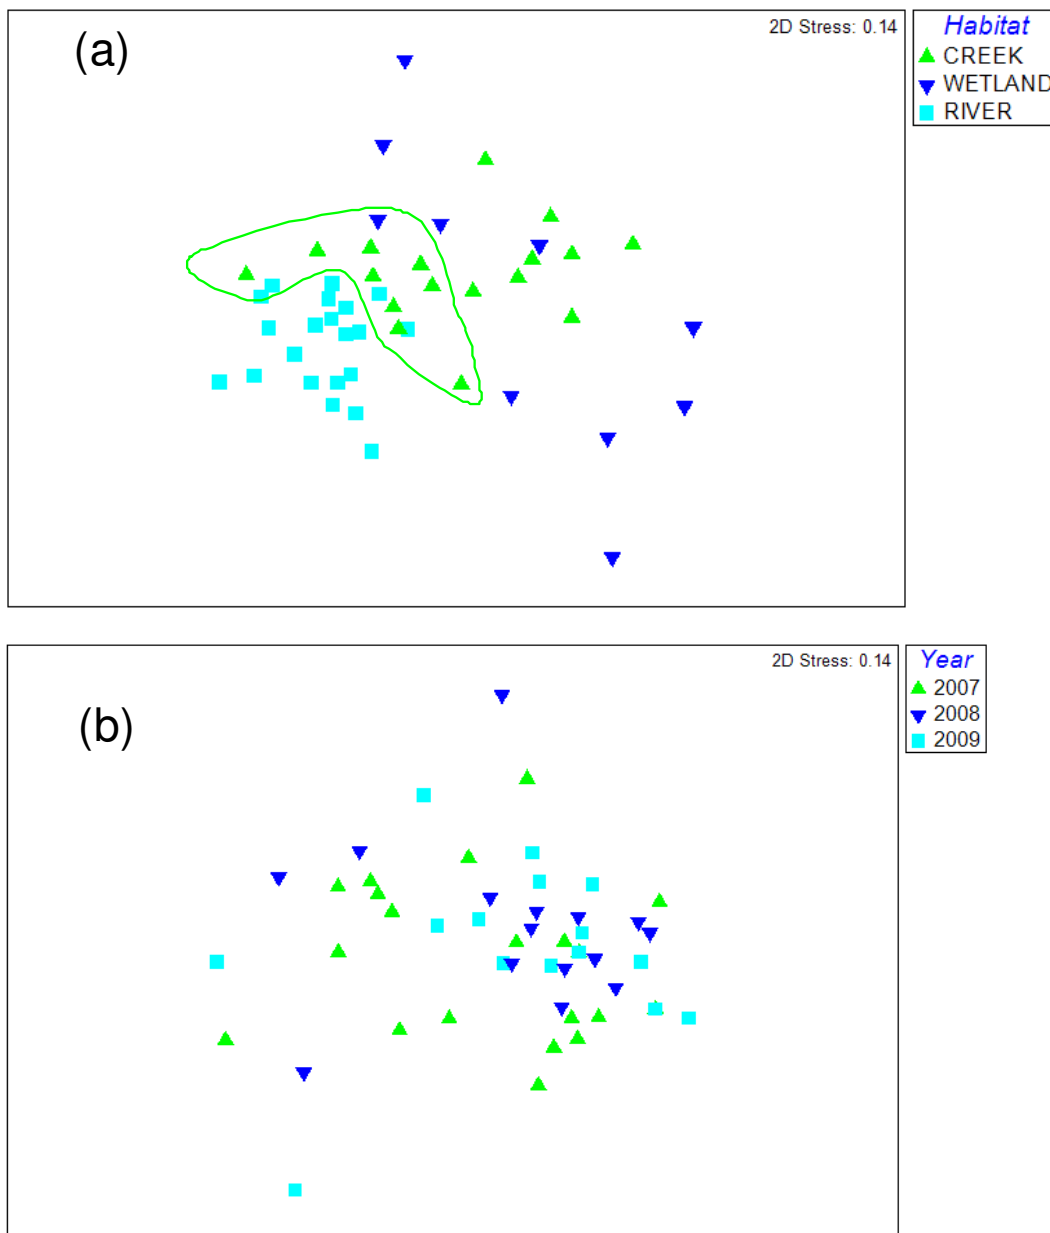 (a)
2D Stress: 0.14
Habitat
CREEK
WETLAND
RIVER
(b)
2D Stress: 0.14
Year
2007
2008
2009